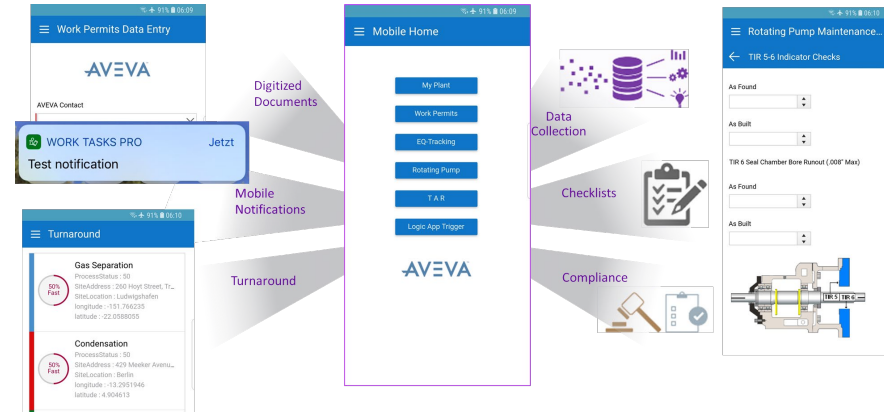 91% 06:09
Work Permits Data Entry
AVEVA
AVEVA Contact
WORK TASKS PRO Jetzt
Test notification
91% 06:10
Turnaround
Gas Separation
ProcessStatus : 50
SiteAddress : 260 Hoyt Street, Tr...
SiteLocation : Ludwigshafen
longitude : -151.766235
latitude : -22.0588055
50%
Fast
Condensation
ProcessStatus : 50
SiteAddress : 429 Meeker Avenu...
SiteLocation : Berlin
longitude : -13.2951946
latitude : 4.904613
50%
Fast
Digitized
Documents
Mobile
Notifications
Turnaround
91% 06:09
Mobile Home
My Plant
Work Permits
EQ-Tracking
Rotating Pump
T A R
Logic App Trigger
AVEVA
Data
Collection
Checklists
Compliance
91% 06:10
Rotating Pump Maintenance...
TIR 5-6 Indicator Checks
As Found
As Built
TIR 6 Seal Chamber Bore Runout (.008" Max)
As Found
As Built
TIR 5 TIR 6